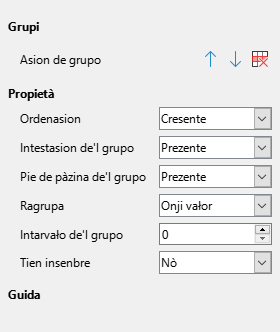 Grupi
Asion de grupo
Propietà
Ordenasion Cresente
Intestasion de'l grupo Prezente
Pie de pàzina de'l grupo Prezente
Ragrupa Onji vałor
Intarvało de'l grupo 0
Tien insenbre Nò
Guida